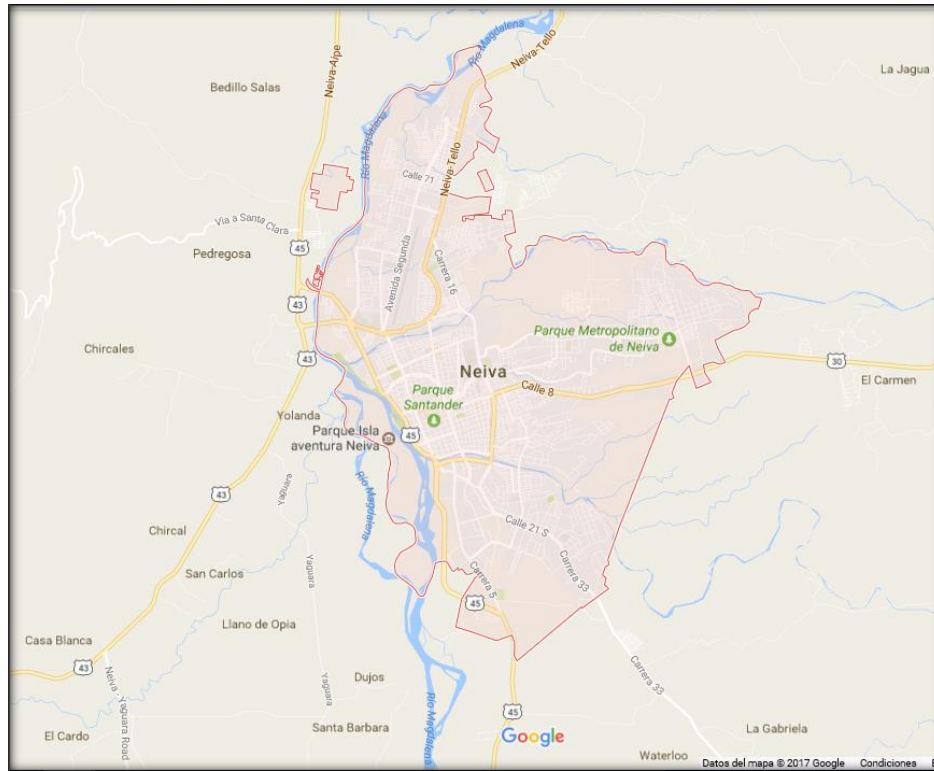 Río Magdalena
Neiva-Tello
Neiva-Aipe
La Jagua
Bedillo Salas
Río Magdalena
Neiva-Tello
Calle 71
Via a Santa Clara
45
Pedregosa
Avenida Segunda
Carrera 16
43
Parque Metropolitano
de Neiva
Chircales
43
30
Neiva
El Carmen
Calle 8
Parque
Santander
Yolanda
Parque Isla
aventura Neiva
45
Yaguara
Río Magdalena
43
Chircal
Calle 21 S
Yaguara
San Carlos
Carrera 5
Carrera 33
45
Llano de Opia
Casa Blanca
43
Neiva - Yaguara Road
Carrera 33
Dujos
Yaguara
Río Magdalena
45
Santa Barbara
La Gabriela
El Cardo
Google
Waterloo
Datos del mapa © 2017 Google Condiciones